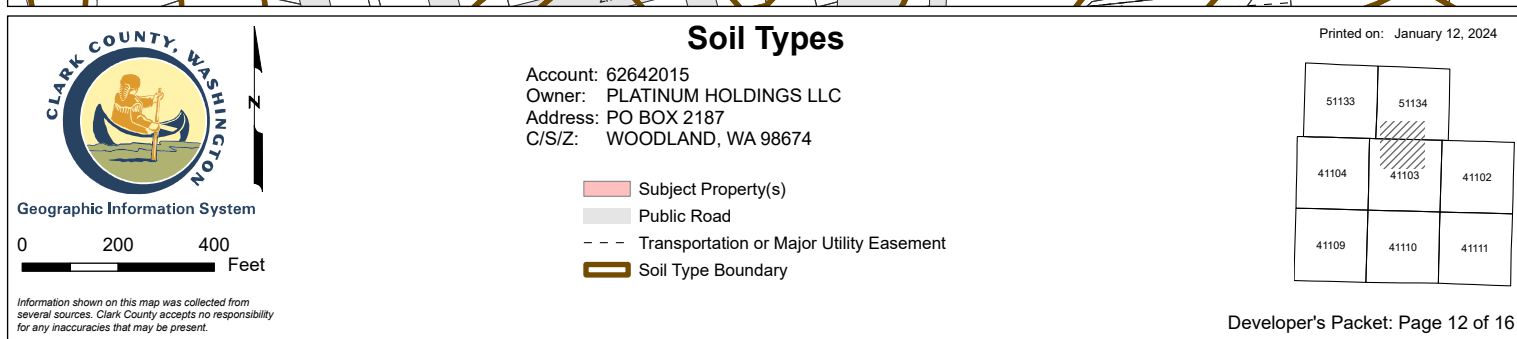 CLARK COUNTY, WASHINGTON
N
Geographic Information System
0 200 400
Feet
Information shown on this map was collected from
several sources. Clark County accepts no responsibility
for any inaccuracies that may be present.
Soil Types
Account: 62642015
Owner: PLATINUM HOLDINGS LLC
Address: PO BOX 2187
C/S/Z: WOODLAND, WA 98674
Subject Property(s)
Public Road
Transportation or Major Utility Easement
Soil Type Boundary
Printed on: January 12, 2024
51133 51134
41104 41103 41102
41109 41110 41111
Developer's Packet: Page 12 of 16